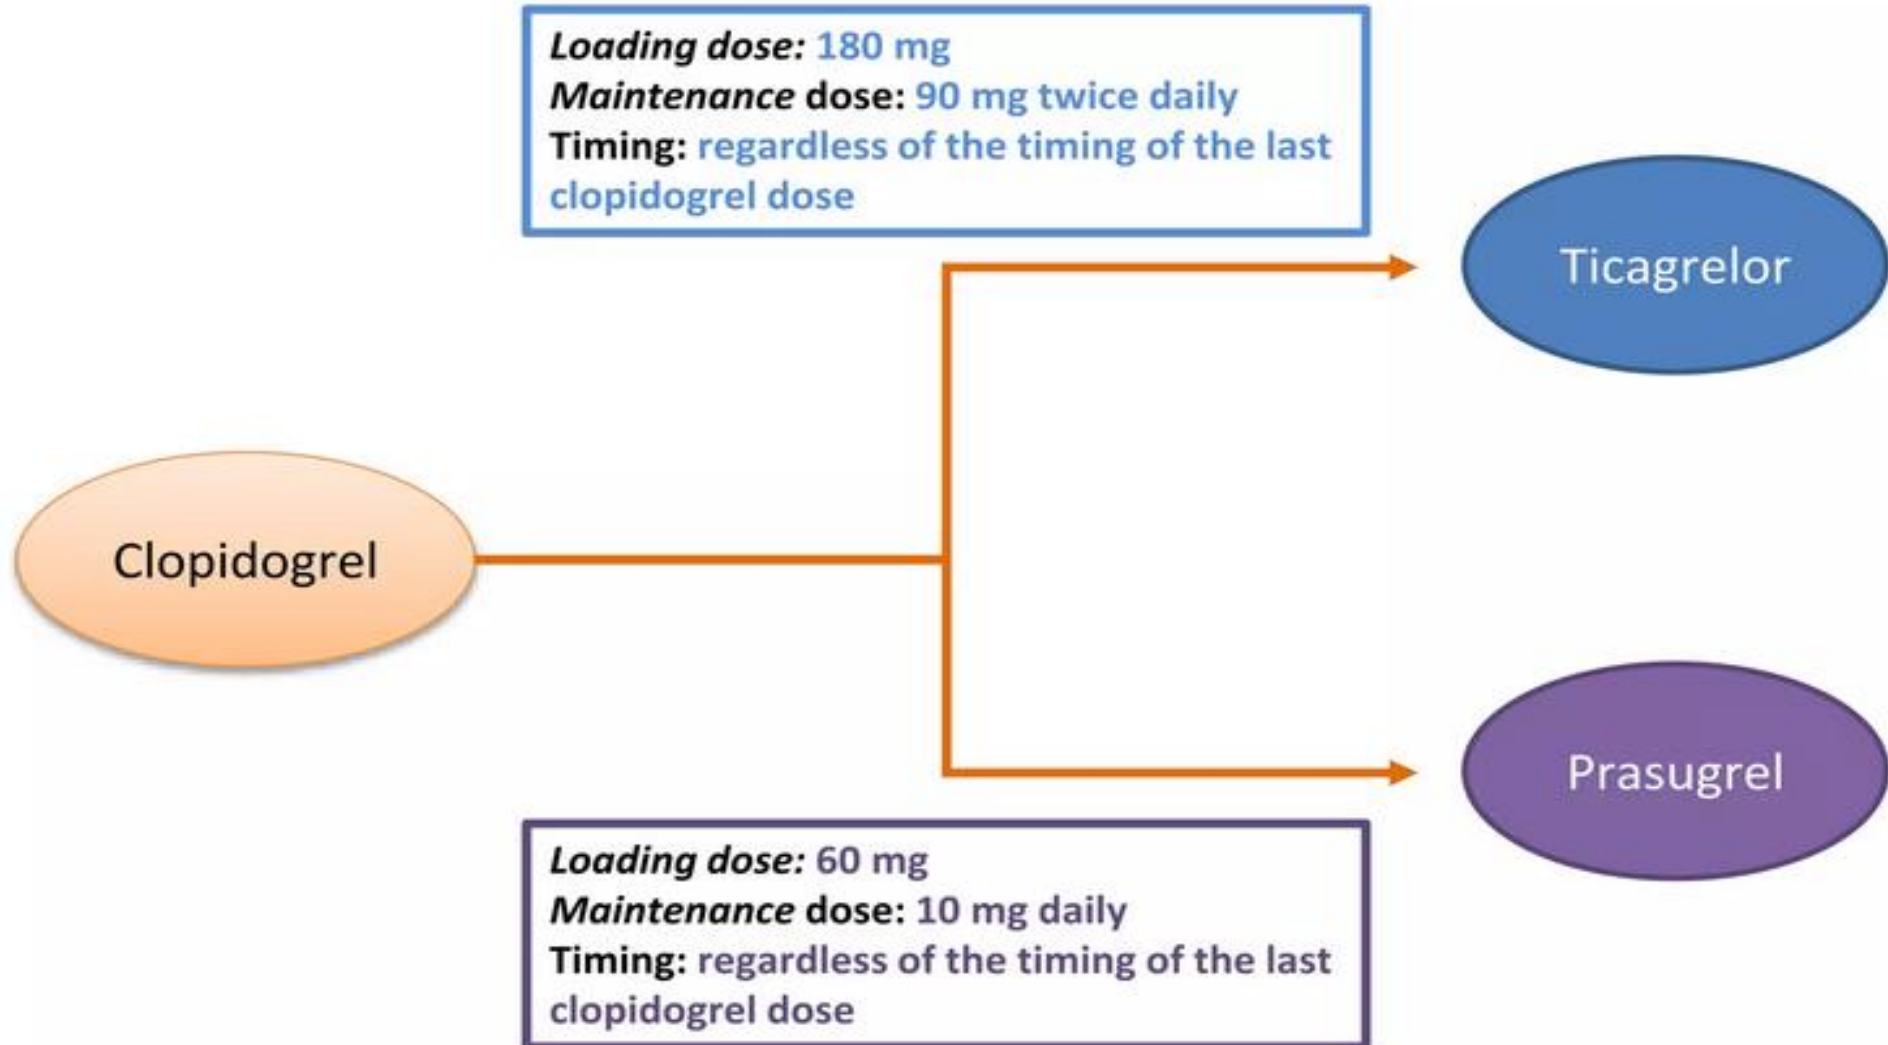 Loading dose: 180 mg
Maintenance dose: 90 mg twice daily
Timing: regardless of the timing of the last
clopidogrel dose
Ticagrelor
Clopidogrel
Prasugrel
Loading dose: 60 mg
Maintenance dose: 10 mg daily
Timing: regardless of the timing of the last
clopidogrel dose